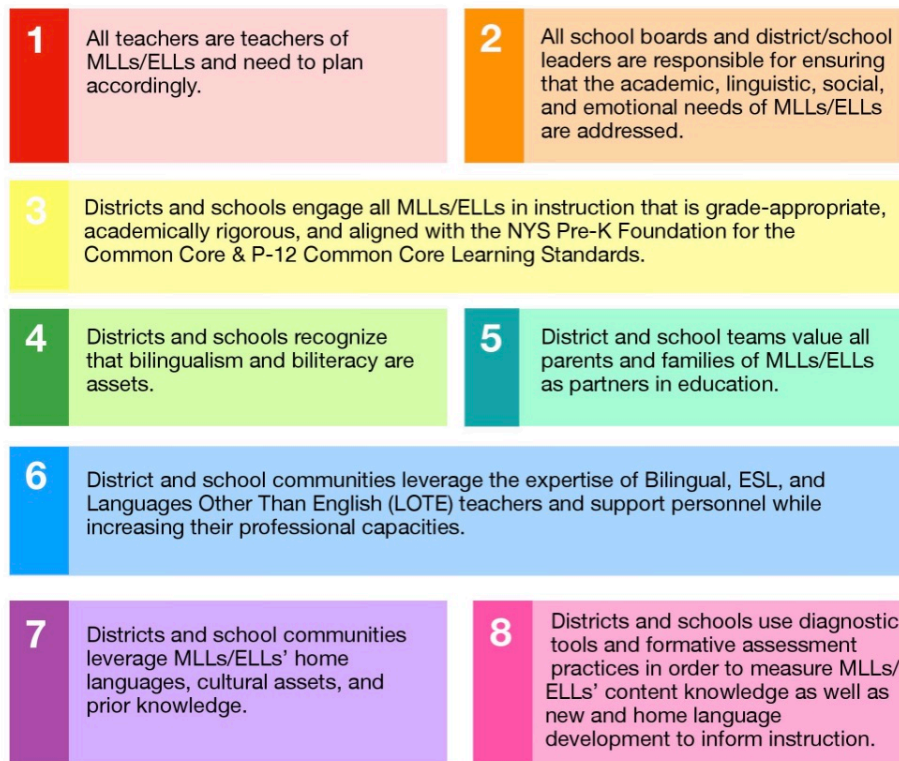 1
All teachers are teachers of
MLLs/ELLs and need to plan
accordingly.
2
All school boards and district/school
leaders are responsible for ensuring
that the academic, linguistic, social,
and emotional needs of MLLs/ELLs
are addressed.
3
Districts and schools engage all MLLs/ELLs in instruction that is grade-appropriate,
academically rigorous, and aligned with the NYS Pre-K Foundation for the
Common Core & P-12 Common Core Learning Standards.
4
Districts and schools recognize
that bilingualism and biliteracy are
assets.
5
District and school teams value all
parents and families of MLLs/ELLs
as partners in education.
6
District and school communities leverage the expertise of Bilingual, ESL, and
Languages Other Than English (LOTE) teachers and support personnel while
increasing their professional capacities.
7
Districts and school communities
leverage MLLs/ELLs’ home
languages, cultural assets, and
prior knowledge.
8
Districts and schools use diagnostic
tools and formative assessment
practices in order to measure MLLs/
ELLs’ content knowledge as well as
new and home language
development to inform instruction.